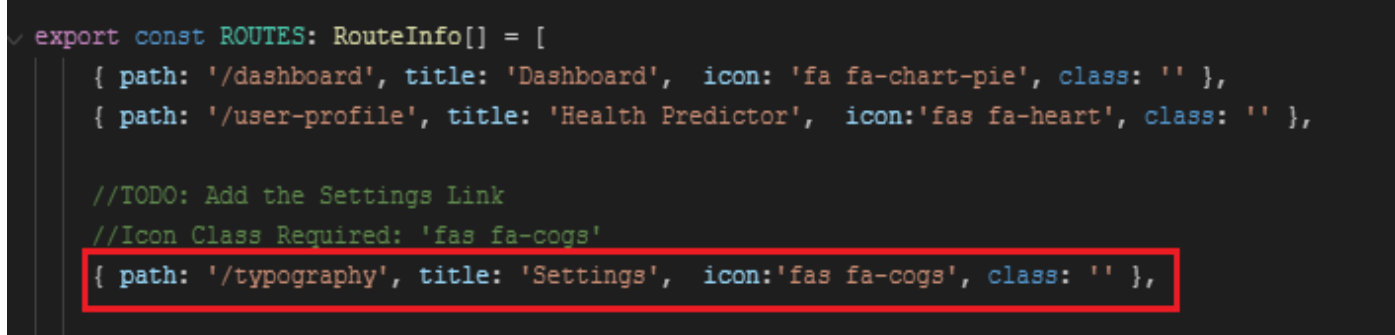 export const ROUTES: RouteInfo[] = [
{ path: '/dashboard', title: 'Dashboard',  icon: 'fa fa-chart-pie', class: '' },
{ path: '/user-profile', title: 'Health Predictor',  icon:'fas fa-heart', class: '' },
//TODO: Add the Settings Link
//Icon Class Required: 'fas fa-cogs'
{ path: '/typography', title: 'Settings',  icon:'fas fa-cogs', class: '' },